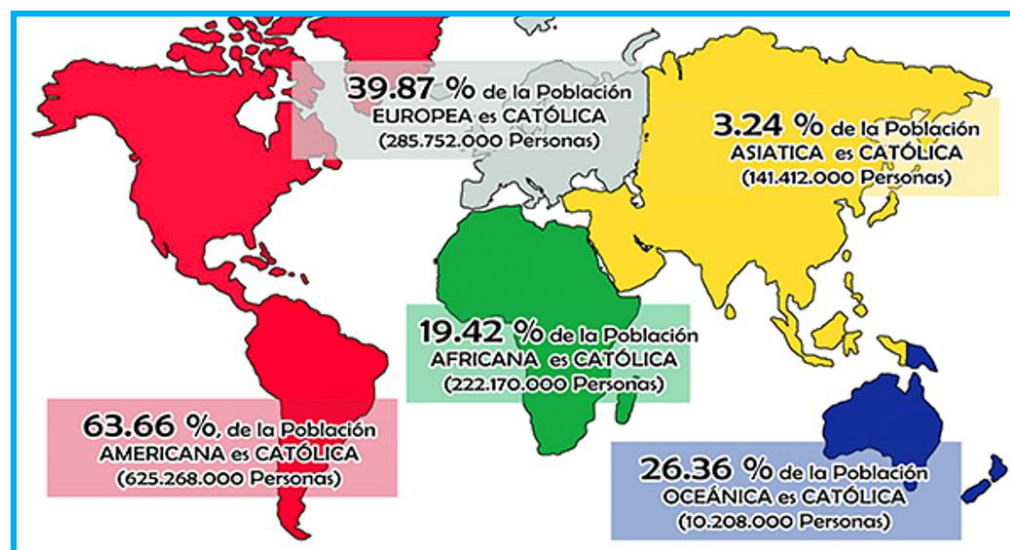 39.87 % de la Población
EUROPEA es CATÓLICA
(285.752.000 Personas)
3.24 % de la Población
ASIATICA es CATÓLICA
(141.412.000 Personas)
19.42 % de la Población
AFRICANA es CATÓLICA
(222.170.000 Personas)
63.66 %, de la Población
AMERICANA es CATÓLICA
(625.268.000 Personas)
26.36 % de la Población
OCEÁNICA es CATÓLICA
(10.208.000 Personas)